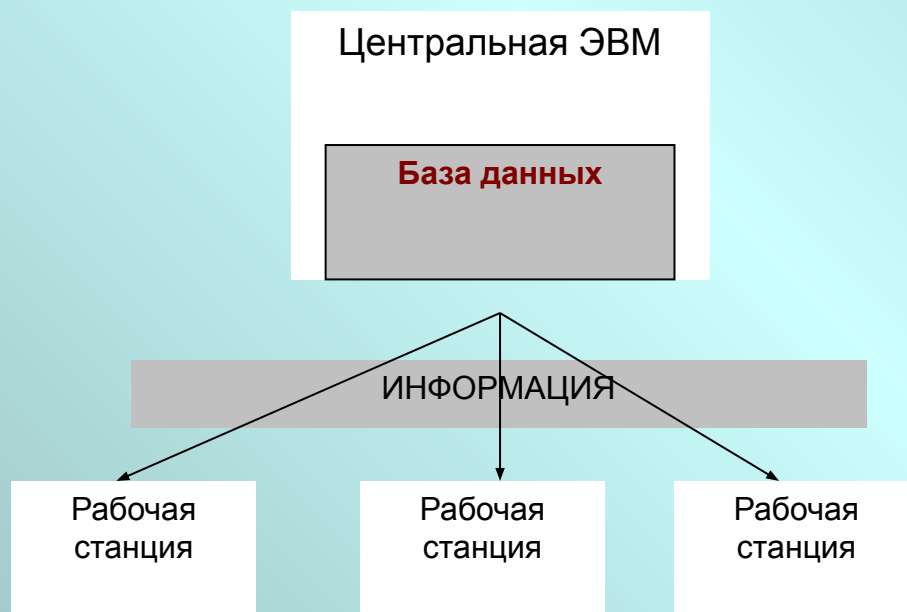 Центральная ЭВМ
База данных
ИНФОРМАЦИЯ
Рабочая
станция
Рабочая
станция
Рабочая
станция